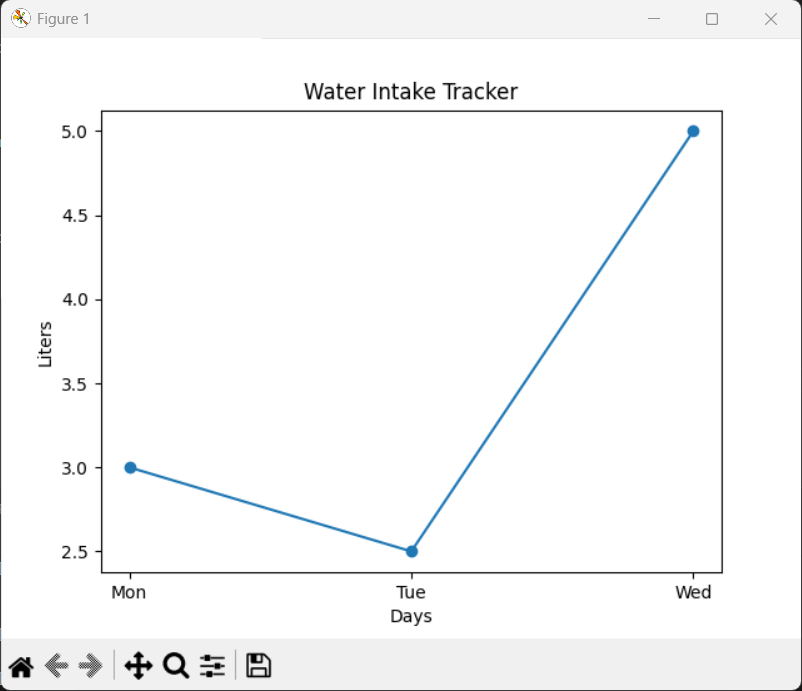 Figure 1
Water Intake Tracker
5.0
4.5
4.0
3.5
3.0
2.5
Liters
Mon Tue Wed
Days